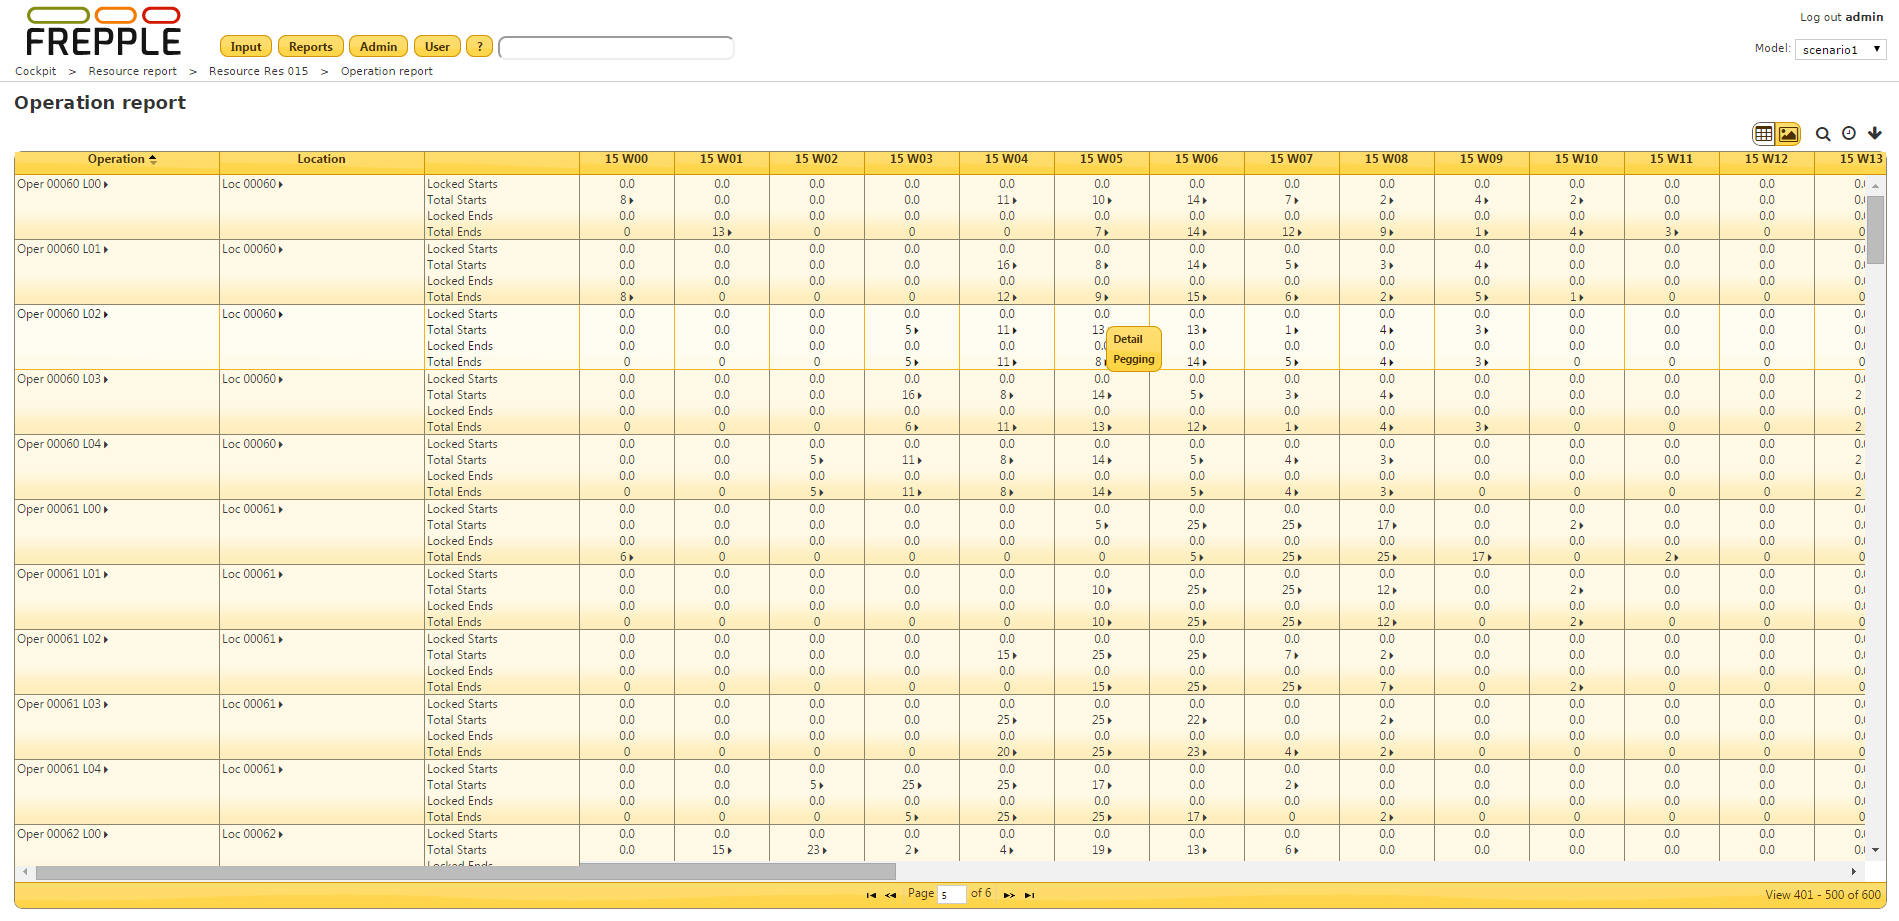 FREPPLE
Log out admin
Input Reports Admin User ?
Model: scenario1
Cockpit > Resource report > Resource Res 015 > Operation report
Operation report
Operation Location 15 W00 15 W01 15 W02 15 W03 15 W04 15 W05 15 W06 15 W07 15 W08 15 W09 15 W10 15 W11 15 W12 15 W13
Oper 00060 L00 Loc 00060 Locked Starts 0.0 0.0 0.0 0.0 0.0 0.0 0.0 0.0 0.0 0.0 0.0 0.0 0.0 0.0
Total Starts 8 0.0 0.0 0.0 11 10 14 7 2 4 2 0.0 0.0 0.0
Locked Ends 0.0 0.0 0.0 0.0 0.0 0.0 0.0 0.0 0.0 0.0 0.0 0.0 0.0 0.0
Total Ends 0 13 0 0 0 7 14 12 9 1 4 3 0 0
Oper 00060 L01 Loc 00060 Locked Starts 0.0 0.0 0.0 0.0 0.0 0.0 0.0 0.0 0.0 0.0 0.0 0.0 0.0 0.0
Total Starts 0.0 0.0 0.0 0.0 16 8 14 5 3 4 0.0 0.0 0.0 0.0
Locked Ends 0.0 0.0 0.0 0.0 0.0 0.0 0.0 0.0 0.0 0.0 0.0 0.0 0.0 0.0
Total Ends 8 0 0 0 12 9 15 6 2 5 1 0 0 0
Oper 00060 L02 Loc 00060 Locked Starts 0.0 0.0 0.0 0.0 0.0 0.0 0.0 0.0 0.0 0.0 0.0 0.0 0.0 0.0
Total Starts 0.0 0.0 0.0 5 11 13 13 1 4 3 0.0 0.0 0.0 0.0
Detail
Locked Ends 0.0 0.0 0.0 0.0 0.0 0.0 0.0 0.0 0.0 0.0 0.0 0.0 0.0 0.0
Total Ends 0 0 0 5 11 8 14 5 4 3 0 0 0 0
Pegging
Oper 00060 L03 Loc 00060 Locked Starts 0.0 0.0 0.0 0.0 0.0 0.0 0.0 0.0 0.0 0.0 0.0 0.0 0.0 0.0
Total Starts 0.0 0.0 0.0 16 8 14 5 3 4 0.0 0.0 0.0 0.0 2
Locked Ends 0.0 0.0 0.0 0.0 0.0 0.0 0.0 0.0 0.0 0.0 0.0 0.0 0.0 0.0
Total Ends 0 0 0 6 11 13 12 1 4 3 0 0 0 2
Oper 00060 L04 Loc 00060 Locked Starts 0.0 0.0 0.0 0.0 0.0 0.0 0.0 0.0 0.0 0.0 0.0 0.0 0.0 0.0
Total Starts 0.0 0.0 5 11 8 14 5 4 3 0.0 0.0 0.0 0.0 2
Locked Ends 0.0 0.0 0.0 0.0 0.0 0.0 0.0 0.0 0.0 0.0 0.0 0.0 0.0 0.0
Total Ends 0 0 5 11 8 14 5 4 3 0 0 0 0 2
Oper 00061 L00 Loc 00061 Locked Starts 0.0 0.0 0.0 0.0 0.0 0.0 0.0 0.0 0.0 0.0 0.0 0.0 0.0 0.0
Total Starts 0.0 0.0 0.0 0.0 0.0 5 25 25 17 0.0 2 0.0 0.0 0.0
Locked Ends 0.0 0.0 0.0 0.0 0.0 0.0 0.0 0.0 0.0 0.0 0.0 0.0 0.0 0.0
Total Ends 6 0 0 0 0 0 5 25 25 17 0 2 0 0
Oper 00061 L01 Loc 00061 Locked Starts 0.0 0.0 0.0 0.0 0.0 0.0 0.0 0.0 0.0 0.0 0.0 0.0 0.0 0.0
Total Starts 0.0 0.0 0.0 0.0 0.0 10 25 25 12 0.0 2 0.0 0.0 0.0
Locked Ends 0.0 0.0 0.0 0.0 0.0 0.0 0.0 0.0 0.0 0.0 0.0 0.0 0.0 0.0
Total Ends 0 0 0 0 0 10 25 25 12 0 2 0 0 0
Oper 00061 L02 Loc 00061 Locked Starts 0.0 0.0 0.0 0.0 0.0 0.0 0.0 0.0 0.0 0.0 0.0 0.0 0.0 0.0
Total Starts 0.0 0.0 0.0 0.0 15 25 25 7 2 0.0 0.0 0.0 0.0 0.0
Locked Ends 0.0 0.0 0.0 0.0 0.0 0.0 0.0 0.0 0.0 0.0 0.0 0.0 0.0 0.0
Total Ends 0 0 0 0 0 15 25 25 7 0 2 0 0 0
Oper 00061 L03 Loc 00061 Locked Starts 0.0 0.0 0.0 0.0 0.0 0.0 0.0 0.0 0.0 0.0 0.0 0.0 0.0 0.0
Total Starts 0.0 0.0 0.0 0.0 25 25 22 0.0 2 0.0 0.0 0.0 0.0 0.0
Locked Ends 0.0 0.0 0.0 0.0 0.0 0.0 0.0 0.0 0.0 0.0 0.0 0.0 0.0 0.0
Total Ends 0 0 0 0 20 25 23 4 2 0 0 0 0 0
Oper 00061 L04 Loc 00061 Locked Starts 0.0 0.0 0.0 0.0 0.0 0.0 0.0 0.0 0.0 0.0 0.0 0.0 0.0 0.0
Total Starts 0.0 0.0 5 25 25 17 0.0 2 0.0 0.0 0.0 0.0 0.0 0.0
Locked Ends 0.0 0.0 0.0 0.0 0.0 0.0 0.0 0.0 0.0 0.0 0.0 0.0 0.0 0.0
Total Ends 0 0 0 5 25 25 17 0 2 0 0 0 0 0
Oper 00062 L00 Loc 00062 Locked Starts 0.0 0.0 0.0 0.0 0.0 0.0 0.0 0.0 0.0 0.0 0.0 0.0 0.0 0.0
Total Starts 0.0 15 23 2 4 19 13 6 0.0 0.0 0.0 0.0 0.0 0.0
Locked Ends
Page 5 of 6
View 401 - 500 of 600